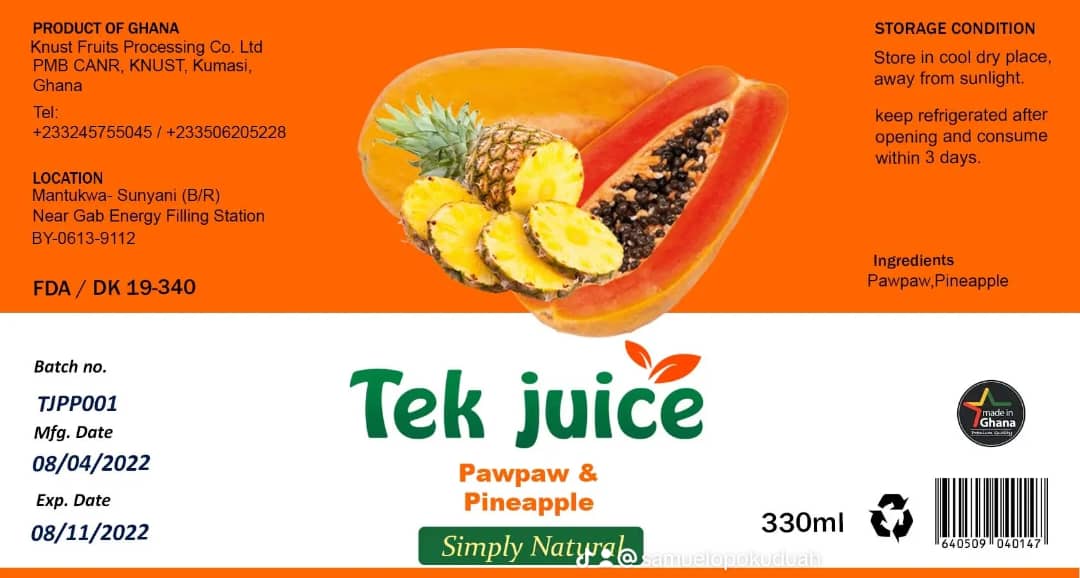 PRODUCT OF GHANA
Knust Fruits Processing Co. Ltd
PMB CANR, KNUST, Kumasi,
Ghana
Tel:
+233245755045 / +233506205228
LOCATION
Mantukwa- Sunyani (B/R)
Near Gab Energy Filling Station
BY-0613-9112
FDA / DK 19-340
STORAGE CONDITION
Store in cool dry place,
away from sunlight.
keep refrigerated after
opening and consume
within 3 days.
Ingredients
Pawpaw,Pineapple
Batch no.
TJPP001
Mfg. Date
08/04/2022
Exp. Date
08/11/2022
Tek juice
Pawpaw &
Pineapple
Simply Natural
@samuelopokuduah
made in
Ghana
Premium Quality
330ml
640509 040147